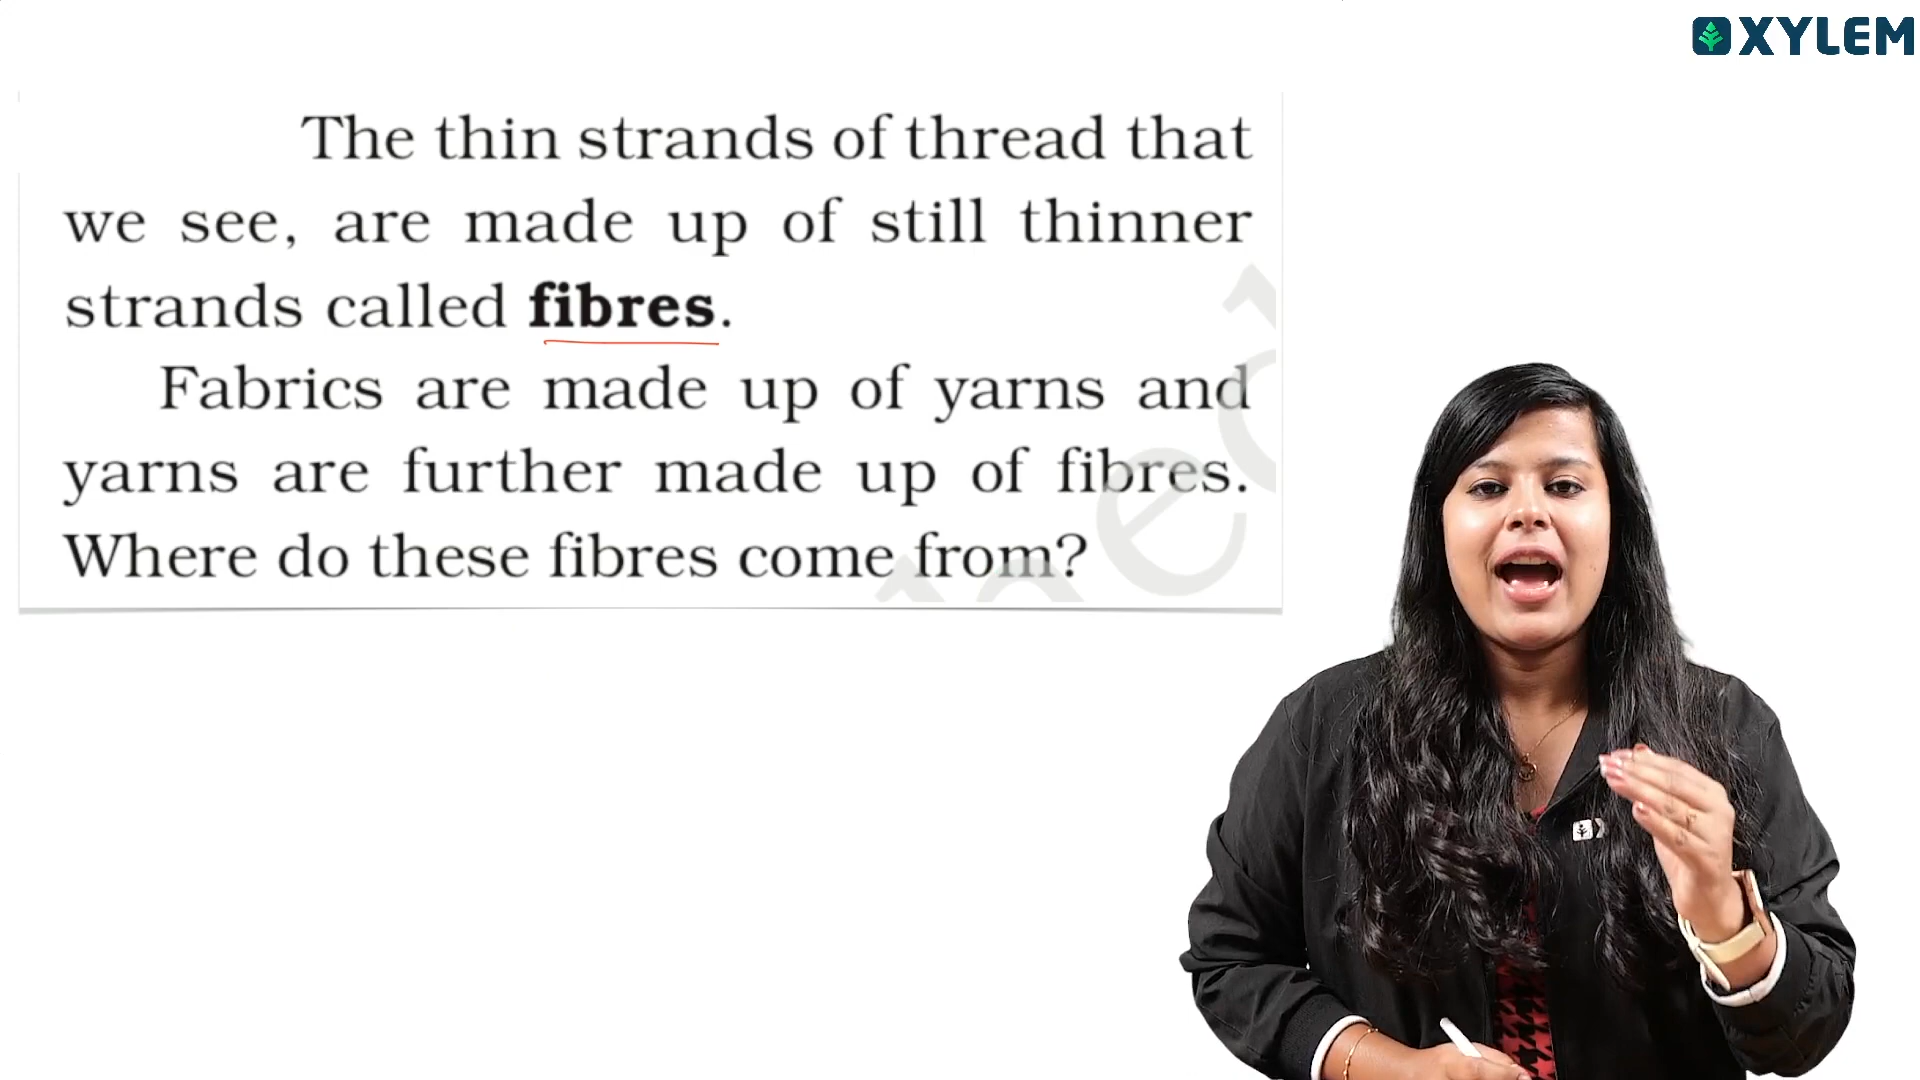 XYLEM
The thin strands of thread that
we see, are made up of still thinner
strands called fibres.
Fabrics are made up of yarns and
yarns are further made up of fibres.
Where do these fibres come from?